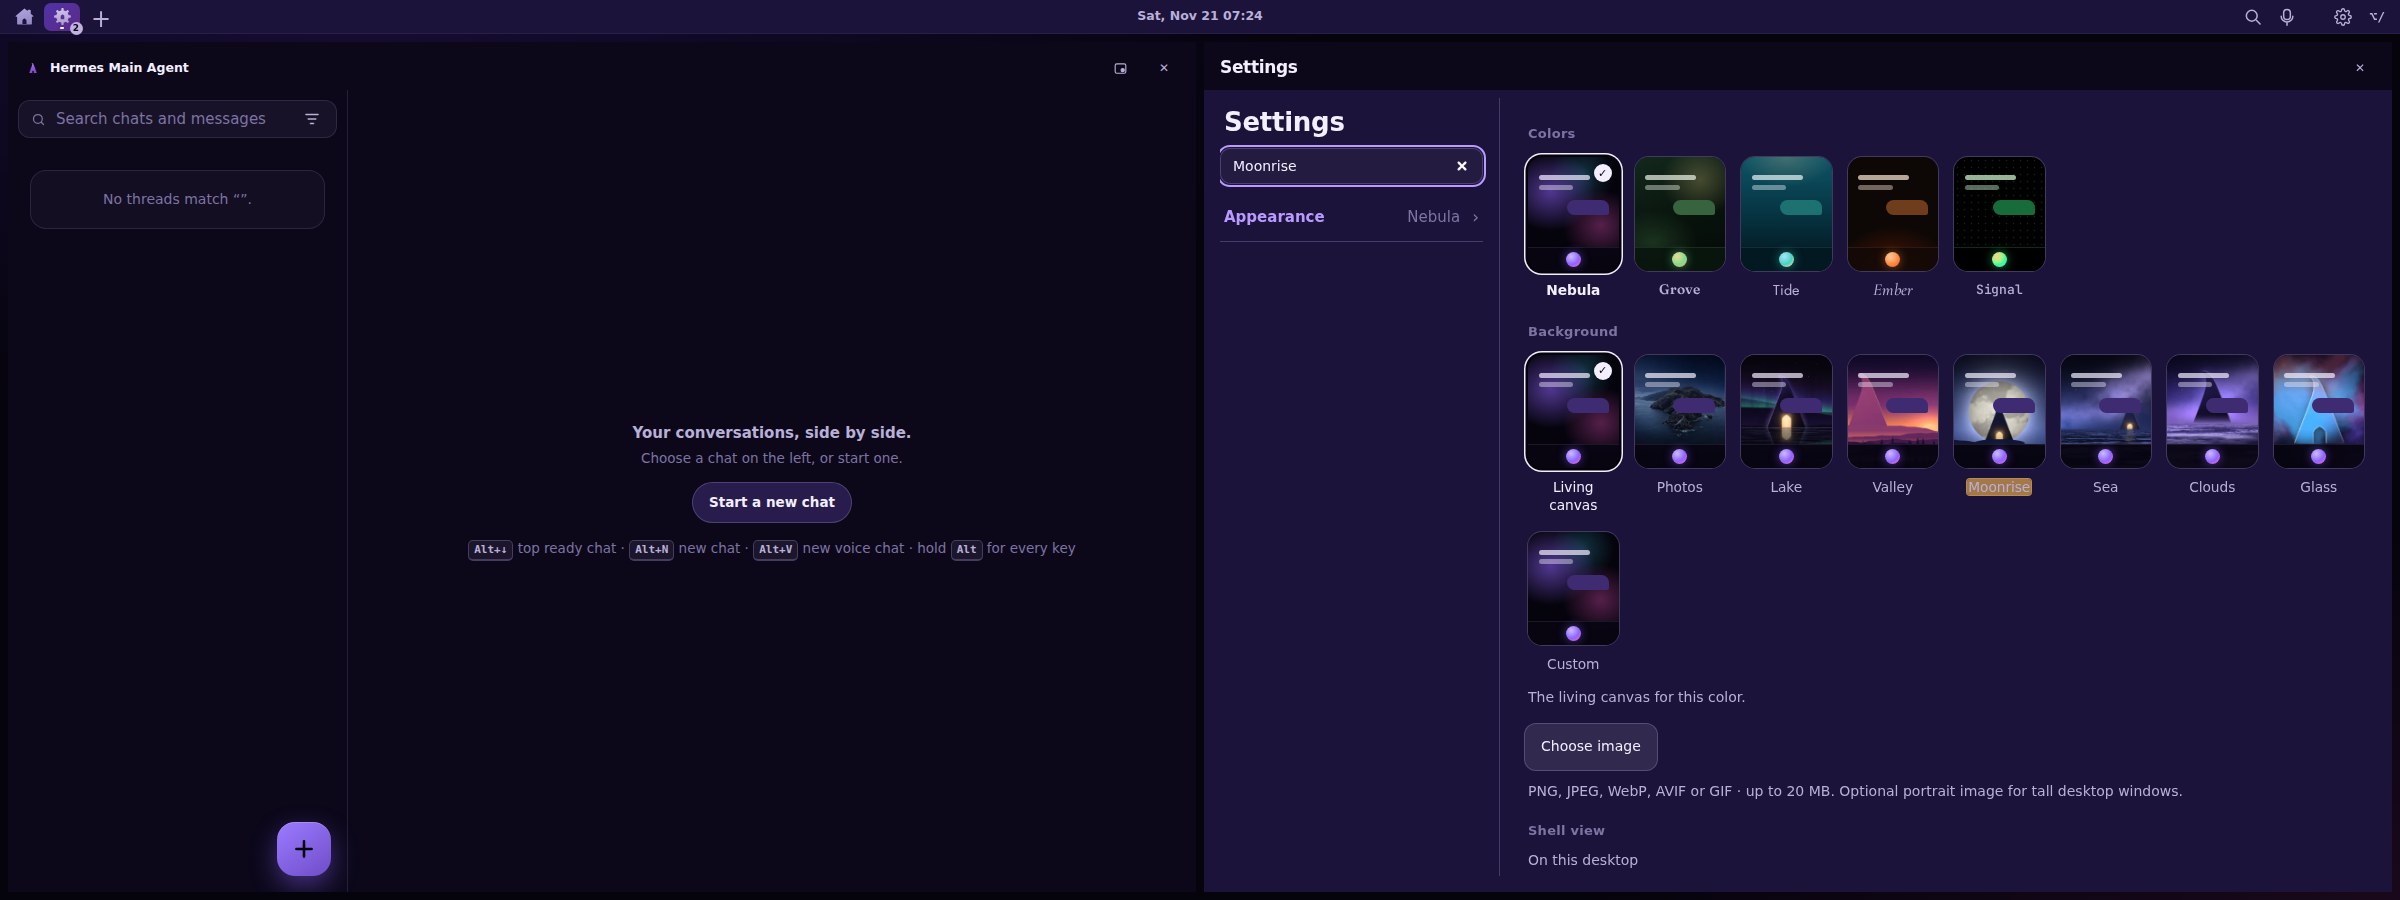 2
Sat, Nov 21 07:24
Hermes Main Agent
Search chats and messages
No threads match “”.
Your conversations, side by side.
Choose a chat on the left, or start one.
Start a new chat
Alt+↓ top ready chat · Alt+N new chat · Alt+V new voice chat · hold Alt for every key
Settings
Settings
Moonrise
Appearance Nebula
Colors
Nebula Grove Tide Ember Signal
Background
Living canvas Photos Lake Valley Moonrise Sea Clouds Glass
Custom
The living canvas for this color.
Choose image
PNG, JPEG, WebP, AVIF or GIF · up to 20 MB. Optional portrait image for tall desktop windows.
Shell view
On this desktop